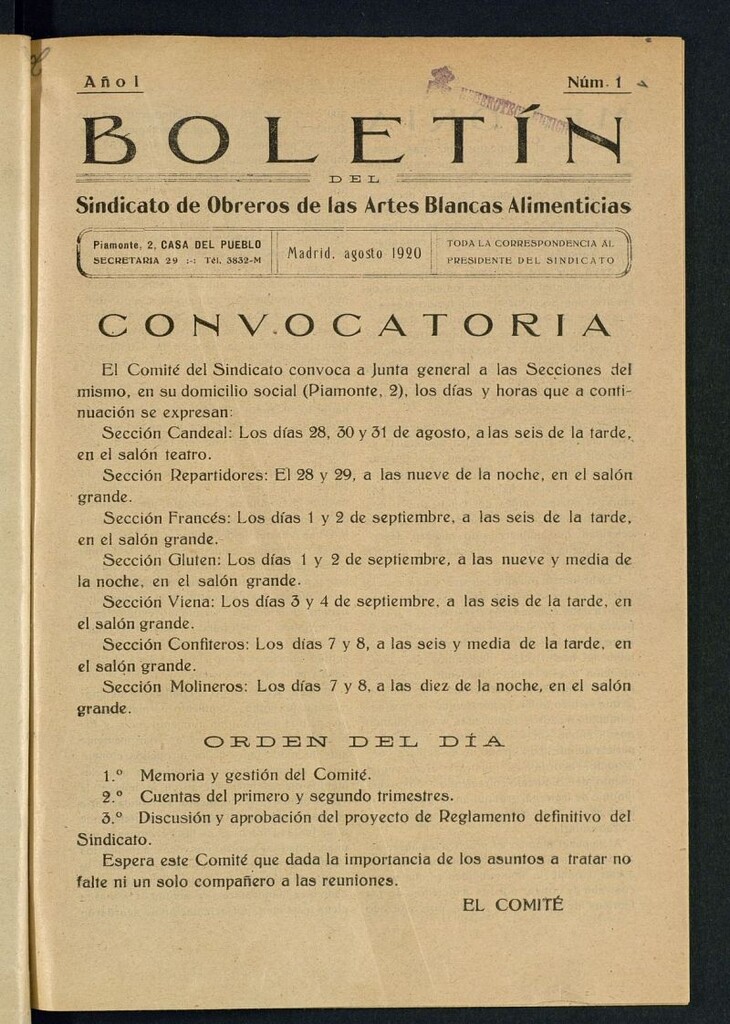 Año I
Núm. 1
BOLETÍN
DEL
Sindicato de Obreros de las Artes Blancas Alimenticias
Piamonte, 2, CASA DEL PUEBLO
SECRETARIA 29 :-: Tél. 3832-M
Madrid. agosto 1920
TODA LA CORRESPONDENCIA AL
PRESIDENTE DEL SINDICATO
CONVOCATORIA
El Comité del Sindicato convoca a Junta general a las Secciones del
mismo, en su domicilio social (Piamonte, 2), los días y horas que a conti-
nuación se expresan:
Sección Candeal: Los días 28, 30 y 31 de agosto, a las seis de la tarde,
en el salón teatro.
Sección Repartidores: El 28 y 29, a las nueve de la noche, en el salón
grande.
Sección Francés: Los días 1 y 2 de septiembre, a las seis de la tarde,
en el salón grande.
Sección Gluten: Los días 1 y 2 de septiembre, a las nueve y media de
la noche, en el salón grande.
Sección Viena: Los días 3 y 4 de septiembre, a las seis de la tarde, en
el salón grande.
Sección Confiteros: Los días 7 y 8, a las seis y media de la tarde, en
el salón grande.
Sección Molineros: Los días 7 y 8, a las diez de la noche, en el salón
grande.
ORDEN DEL DÍA
1.º Memoria y gestión del Comité.
2.º Cuentas del primero y segundo trimestres.
3.º Discusión y aprobación del proyecto de Reglamento definitivo del
Sindicato.
Espera este Comité que dada la importancia de los asuntos a tratar no
falte ni un solo compañero a las reuniones.
EL COMITÉ